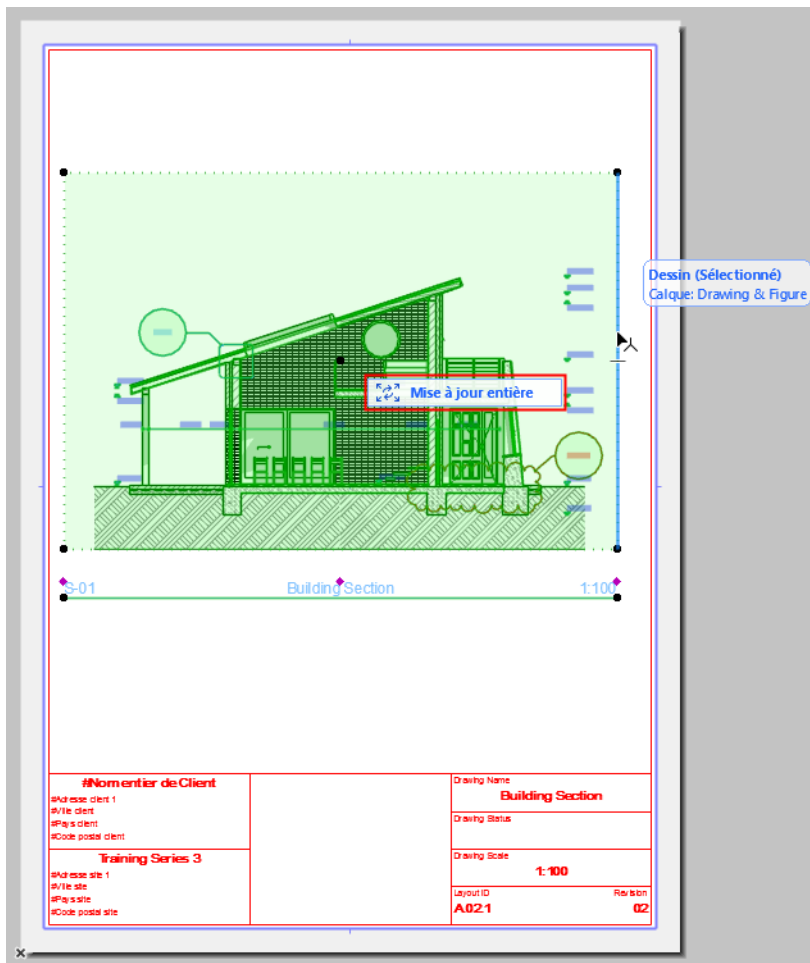 Dessin (Sélectionné)
Calque: Drawing & Figure
Mise à jour entière
S-01 Building Section 1:100
#Nom entier de Client
#Adresse client 1
#Ville client
#Pays client
#Code postal client
Training Series 3
#Adresse site 1
#Ville site
#Pays site
#Code postal site
Drawing Name
Building Section
Drawing Status
Drawing Scale
1:100
Layout ID Revision
A.02.1 02